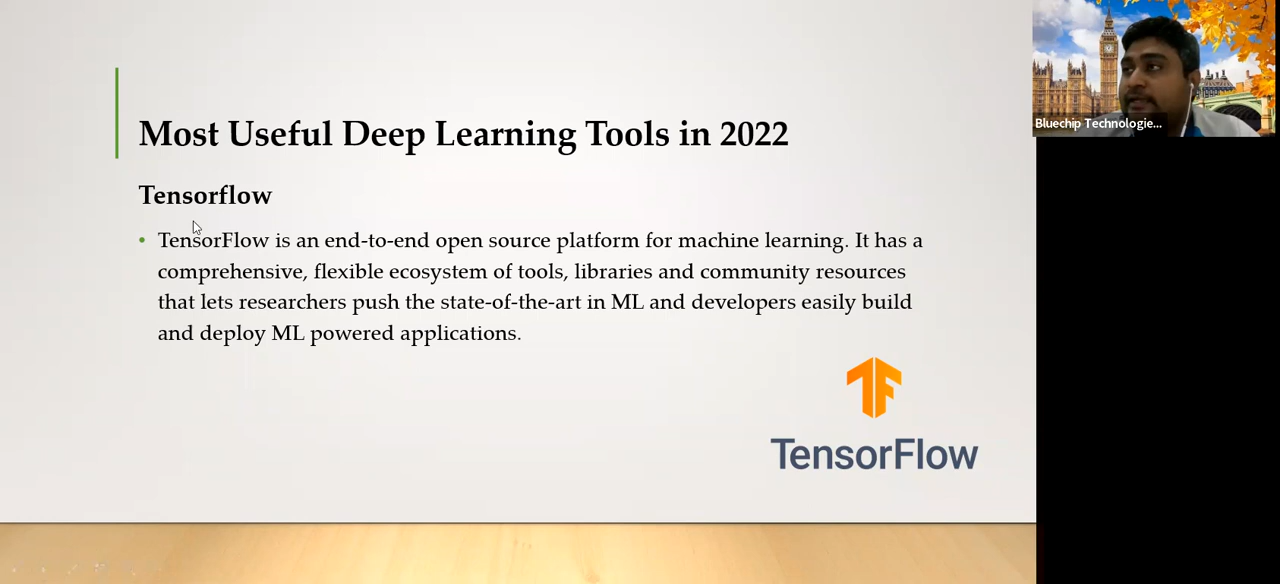 Most Useful Deep Learning Tools in 2022
Tensorflow
• TensorFlow is an end-to-end open source platform for machine learning. It has a
comprehensive, flexible ecosystem of tools, libraries and community resources
that lets researchers push the state-of-the-art in ML and developers easily build
and deploy ML powered applications.
TensorFlow
Bluechip Technologie...